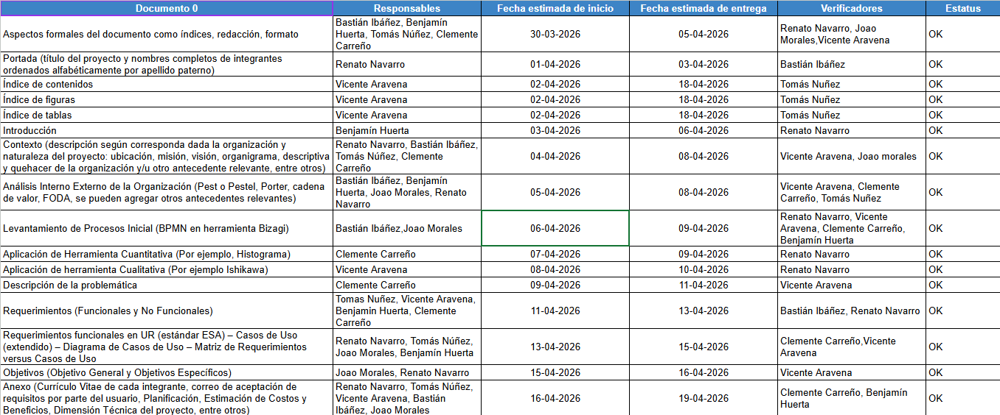 Documento 0 Responsables Fecha estimada de inicio Fecha estimada de entrega Verificadores Estatus
Aspectos formales del documento como índices, redacción, formato
Bastián Ibáñez, Benjamín
Huerta, Tomás Núñez, Clemente
Carreño
30-03-2026
05-04-2026
Renato Navarro, Joao
Morales,Vicente Aravena
OK
Portada (título del proyecto y nombres completos de integrantes
ordenados alfabéticamente por apellido paterno)
Renato Navarro
01-04-2026
03-04-2026
Bastián Ibáñez
OK
Índice de contenidos Vicente Aravena 02-04-2026 18-04-2026 Tomás Nuñez OK
Índice de figuras Vicente Aravena 02-04-2026 18-04-2026 Tomás Nuñez OK
Índice de tablas Vicente Aravena 02-04-2026 18-04-2026 Tomás Nuñez OK
Introducción Benjamín Huerta 03-04-2026 06-04-2026 Renato Navarro OK
Contexto (descripción según corresponda dada la organización y
naturaleza del proyecto: ubicación, misión, visión, organigrama, descriptiva
y quehacer de la organización y/u otro antecedente relevante, entre otros)
Renato Navarro, Bastián Ibáñez,
Tomás Núñez, Clemente
Carreño
04-04-2026
08-04-2026
Vicente Aravena, Joao morales
OK
Análisis Interno Externo de la Organización (Pest o Pestel, Porter, cadena
de valor, FODA, se pueden agregar otros antecedentes relevantes)
Bastián Ibáñez, Benjamín
Huerta, Joao Morales, Renato
Navarro
05-04-2026
08-04-2026
Vicente Aravena, Clemente
Carreño, Tomás Nuñez
OK
Levantamiento de Procesos Inicial (BPMN en herramienta Bizagi)
Bastián Ibáñez,Joao Morales
06-04-2026
09-04-2026
Renato Navarro, Vicente
Aravena, Clemente Carreño,
Benjamín Huerta
OK
Aplicación de Herramienta Cuantitativa (Por ejemplo, Histograma) Clemente Carreño 07-04-2026 09-04-2026 Renato Navarro OK
Aplicación de herramienta Cualitativa (Por ejemplo Ishikawa) Vicente Aravena 08-04-2026 10-04-2026 Renato Navarro OK
Descripción de la problemática Clemente Carreño 09-04-2026 11-04-2026 Vicente Aravena OK
Requerimientos (Funcionales y No Funcionales)
Tomas Nuñez, Vicente Aravena,
Benjamin Huerta, Clemente
Carreño
11-04-2026
13-04-2026
Bastián Ibáñez, Renato Navarro
OK
Requerimientos funcionales en UR (estándar ESA) – Casos de Uso
(extendido) – Diagrama de Casos de Uso – Matriz de Requerimientos
versus Casos de Uso
Renato Navarro, Tomás Núñez,
Joao Morales, Benjamín Huerta
13-04-2026
15-04-2026
Clemente Carreño,Vicente
Aravena
OK
Objetivos (Objetivo General y Objetivos Específicos) Joao Morales, Renato Navarro 15-04-2026 16-04-2026 Vicente Aravena OK
Anexo (Currículo Vitae de cada integrante, correo de aceptación de
requisitos por parte del usuario, Planificación, Estimación de Costos y
Beneficios, Dimensión Técnica del proyecto, entre otros)
Renato Navarro, Tomás Núñez,
Vicente Aravena, Bastián
Ibáñez, Joao Morales
16-04-2026
19-04-2026
Clemente Carreño, Benjamín
Huerta
OK